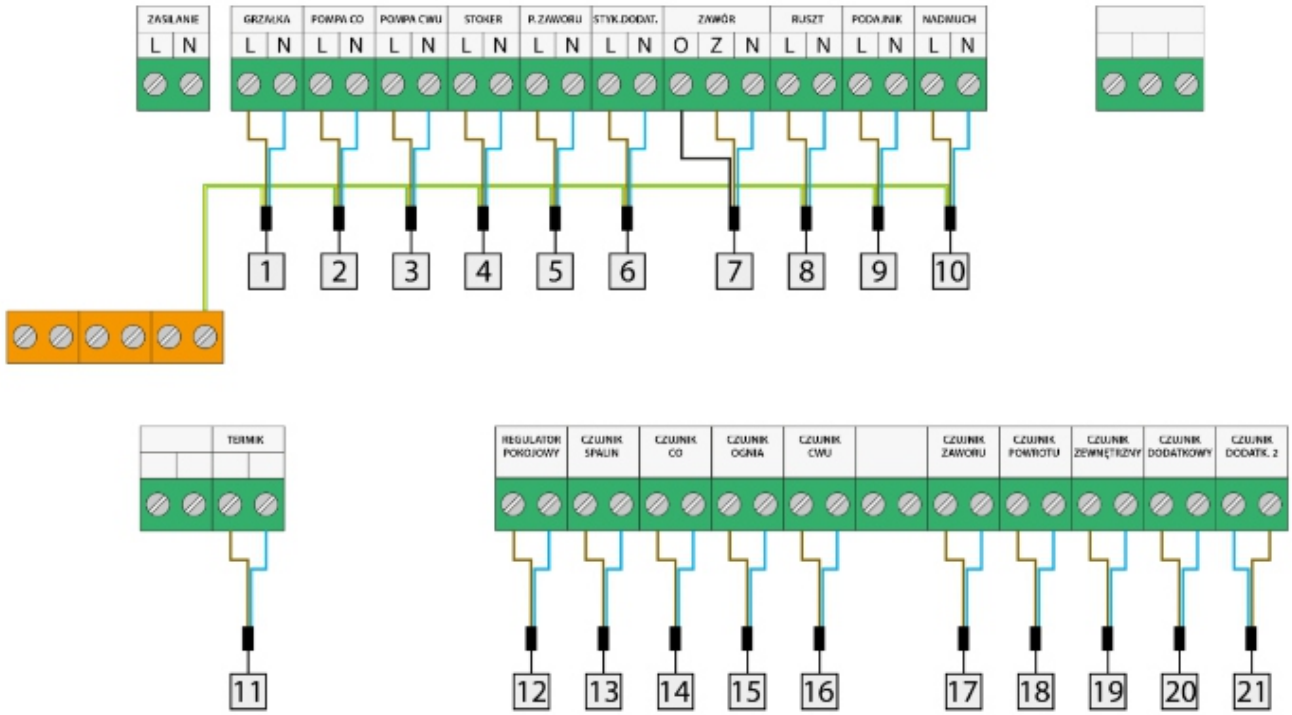 ZASILANIE GRZAŁKA POMPA CO POMPA CWU STOKER P. ZAWORU STYK.DODAT. ZAWÓR RUSZT PODAJNIK NADMUCH
L N L N L N L N L N L N L N O Z N L N L N L N
1 2 3 4 5 6 7 8 9 10
TERMIK REGULATOR CZUJNIK CZUJNIK CZUJNIK CZUJNIK CZUJNIK CZUJNIK CZUJNIK CZUJNIK CZUJNIK
POKOJOWY SPALIN CO OGNIA CWU ZAWORU POWROTU ZEWNĘTRZNY DODATKOWY DODATK. 2
11 12 13 14 15 16 17 18 19 20 21